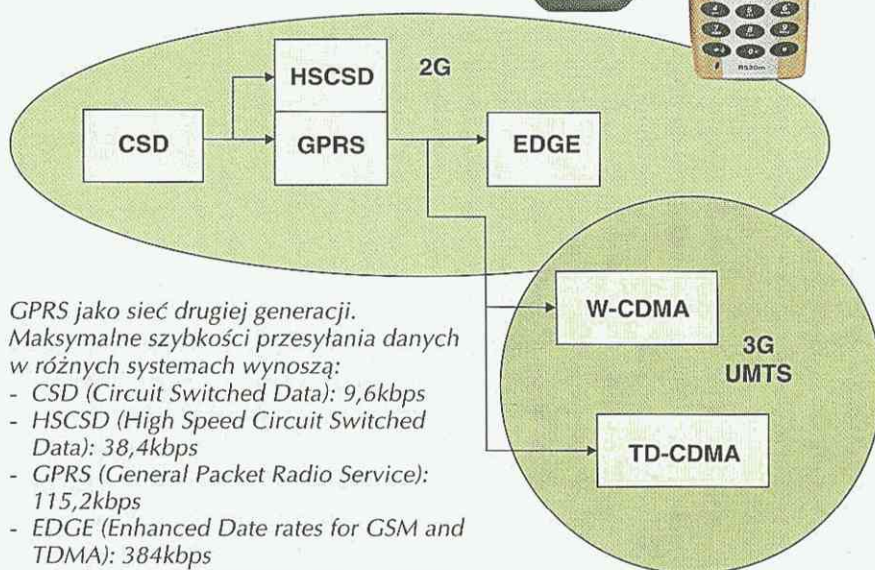 R520m
2G
HSCSD
CSD
GPRS
EDGE
W-CDMA
3G
UMTS
TD-CDMA
GPRS jako sieć drugiej generacji.
Maksymalne szybkości przesyłania danych
w różnych systemach wynoszą:
- CSD (Circuit Switched Data): 9,6kbps
- HSCSD (High Speed Circuit Switched
Data): 38,4kbps
- GPRS (General Packet Radio Service):
115,2kbps
- EDGE (Enhanced Date rates for GSM and
TDMA): 384kbps